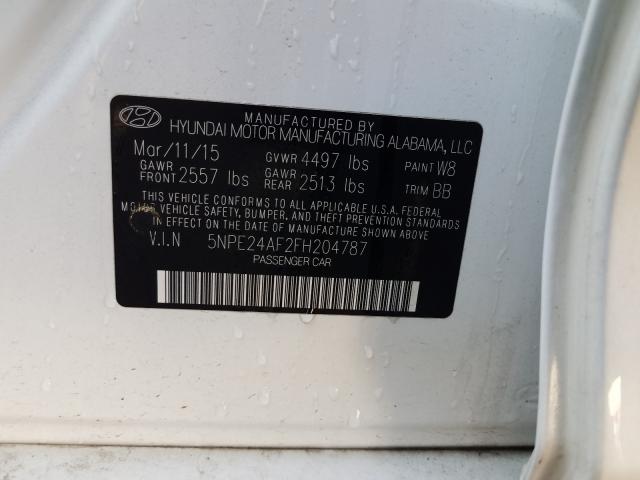 MANUFACTURED BY
HYUNDAI MOTOR MANUFACTURING ALABAMA, LLC
Mar/11/15 GVWR 4497 lbs PAINT W8
GAWR FRONT 2557 lbs GAWR REAR 2513 lbs TRIM BB
THIS VEHICLE CONFORMS TO ALL APPLICABLE U.S.A. FEDERAL
MOTOR VEHICLE SAFETY, BUMPER, AND THEFT PREVENTION STANDARDS
IN EFFECT ON THE DATE OF MANUFACTURE SHOWN ABOVE.
V.I.N 5NPE24AF2FH204787
PASSENGER CAR